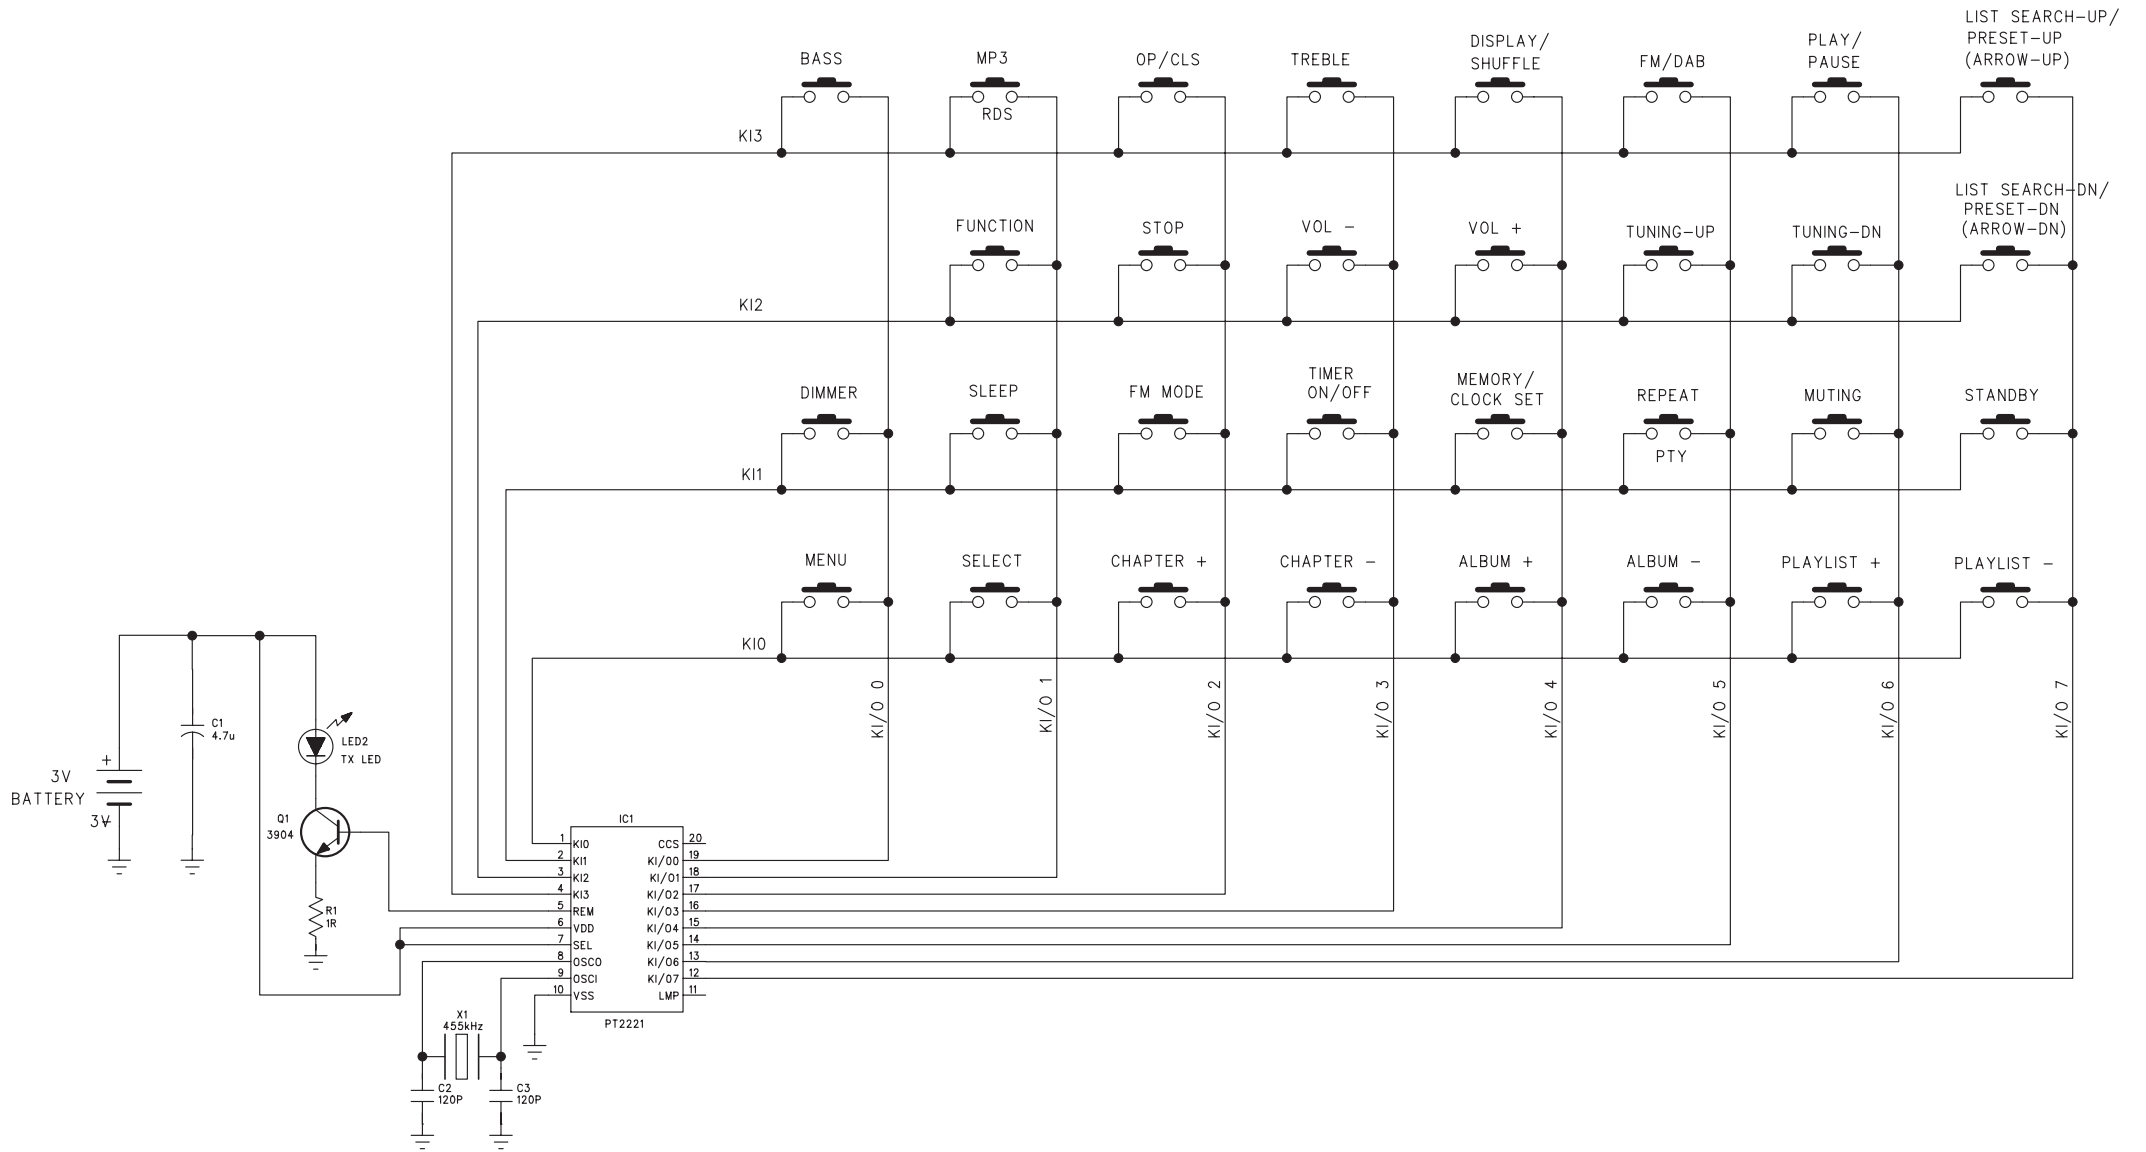 LIST SEARCH-UP/
PRESET-UP
(ARROW-UP)
PLAY/
PAUSE
DISPLAY/
SHUFFLE
BASS
MP3
OP/CLS
TREBLE
FM/DAB
RDS
KI3
LIST SEARCH-DN/
PRESET-DN
(ARROW-DN)
FUNCTION
STOP
VOL -
VOL +
TUNING-UP
TUNING-DN
KI2
DIMMER
SLEEP
FM MODE
TIMER
ON/OFF
MEMORY/
CLOCK SET
REPEAT
MUTING
STANDBY
PTY
KI1
MENU
SELECT
CHAPTER +
CHAPTER -
ALBUM +
ALBUM -
PLAYLIST +
PLAYLIST -
KI0
KI/O 0
KI/O 1
KI/O 2
KI/O 3
KI/O 4
KI/O 5
KI/O 6
KI/O 7
C1
4.7u
LED2
TX LED
+
3V
BATTERY
3V
Q1
3904
R1
1R
IC1
1 KI0
2 KI1
3 KI2
4 KI3
5 REM
6 VDD
7 SEL
8 OSCO
9 OSCI
10 VSS
CCS 20
KI/O0 19
KI/O1 18
KI/O2 17
KI/O3 16
KI/O4 15
KI/O5 14
KI/O6 13
KI/O7 12
LMP 11
PT2221
X1
455kHz
C2
120P
C3
120P